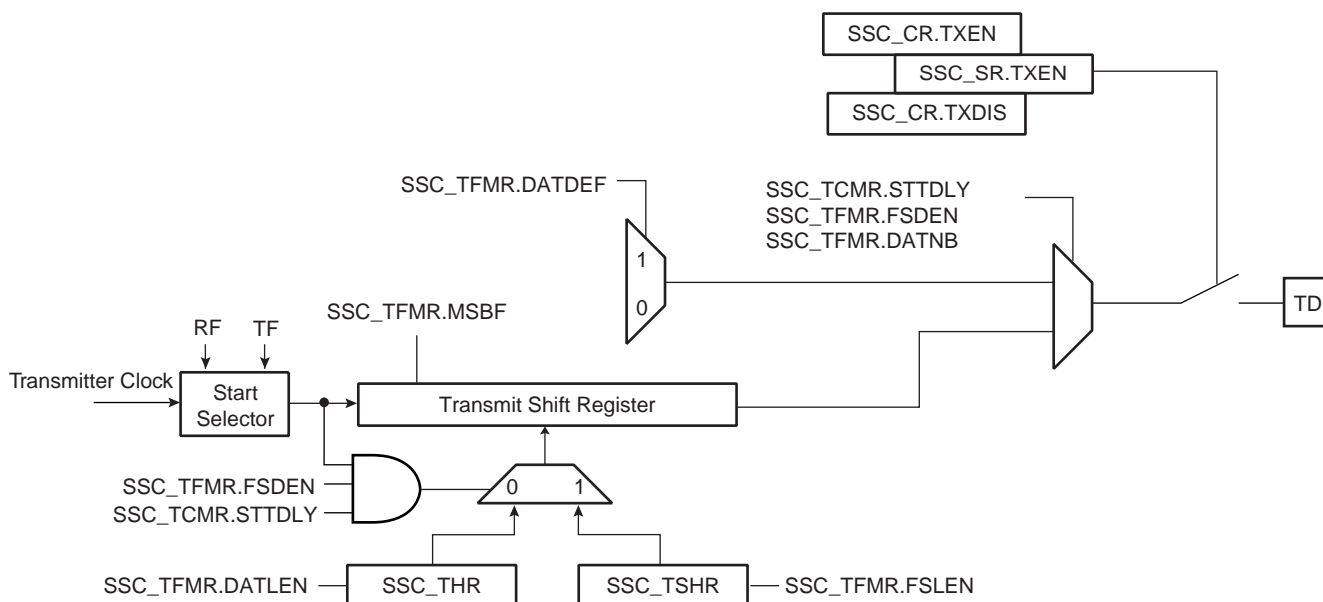 SSC_CR.TXEN
SSC_SR.TXEN
SSC_CR.TXDIS
SSC_TFMR.DATDEF
SSC_TCMR.STTDLY
SSC_TFMR.FSDEN
SSC_TFMR.DATNB
1
0
TD
SSC_TFMR.MSBF
RF
TF
Transmitter Clock
Start
Selector
Transmit Shift Register
SSC_TFMR.FSDEN
SSC_TCMR.STTDLY
0
1
SSC_TFMR.DATLEN
SSC_THR
SSC_TSHR
SSC_TFMR.FSLEN